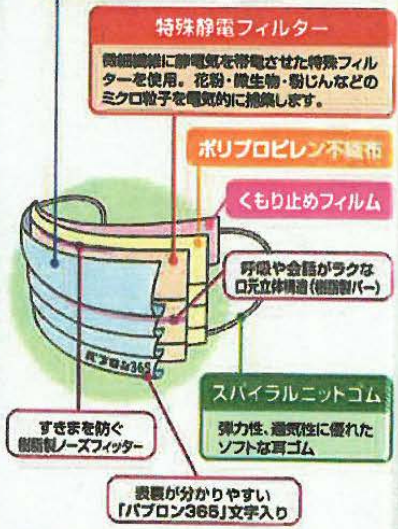 特殊静電フィルター
微細繊維に静電気を帯電させた特殊フィル
ターを使用。花粉・微生物・粉じんなどの
ミクロ粒子を電気的に捕集します。
ポリプロピレン不織布
くもり止めフィルム
呼吸や会話がラクな
口元立体構造(樹脂製バー)
パブロン365
スパイラルニットゴム
弾力性、通気性に優れた
ソフトな耳ゴム
すきまを防ぐ
樹脂製ノーズフィッター
表裏が分かりやすい
「パブロン365」文字入り